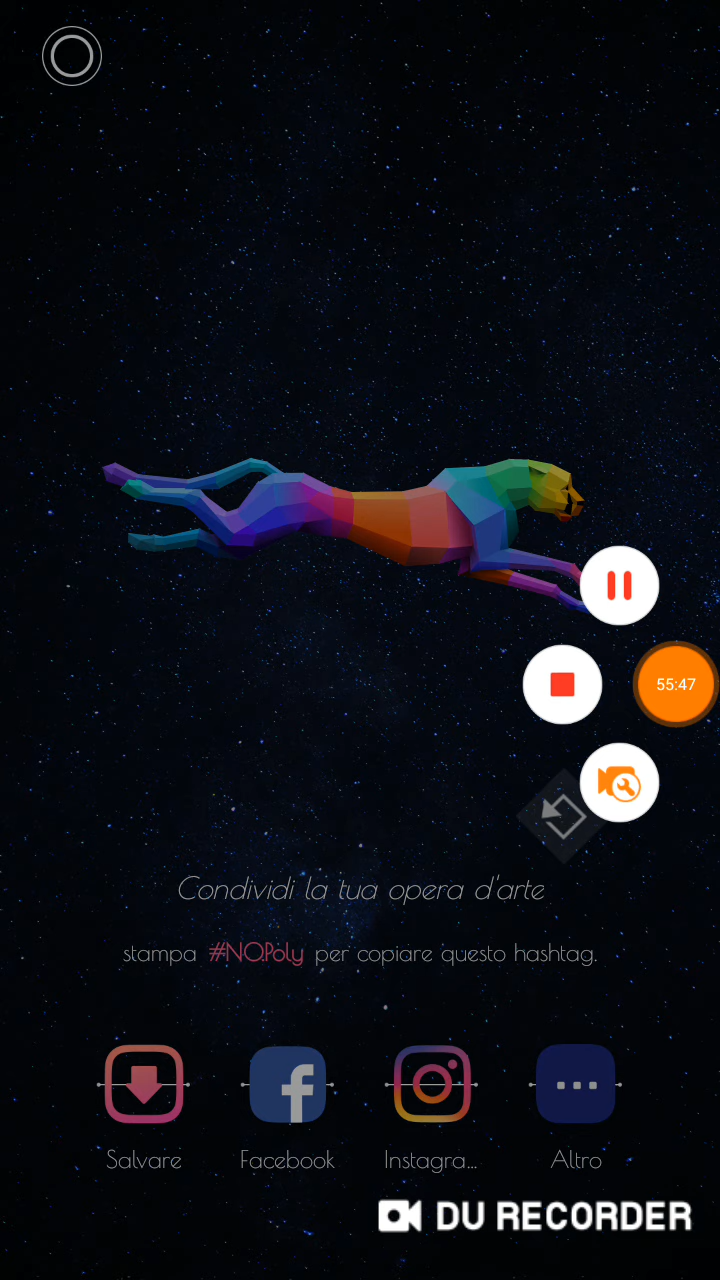 55:47
Condividi la tua opera d'arte
stampa #NOPoly per copiare questo hashtag.
Salvare
Facebook
Instagra...
Altro
DU RECORDER